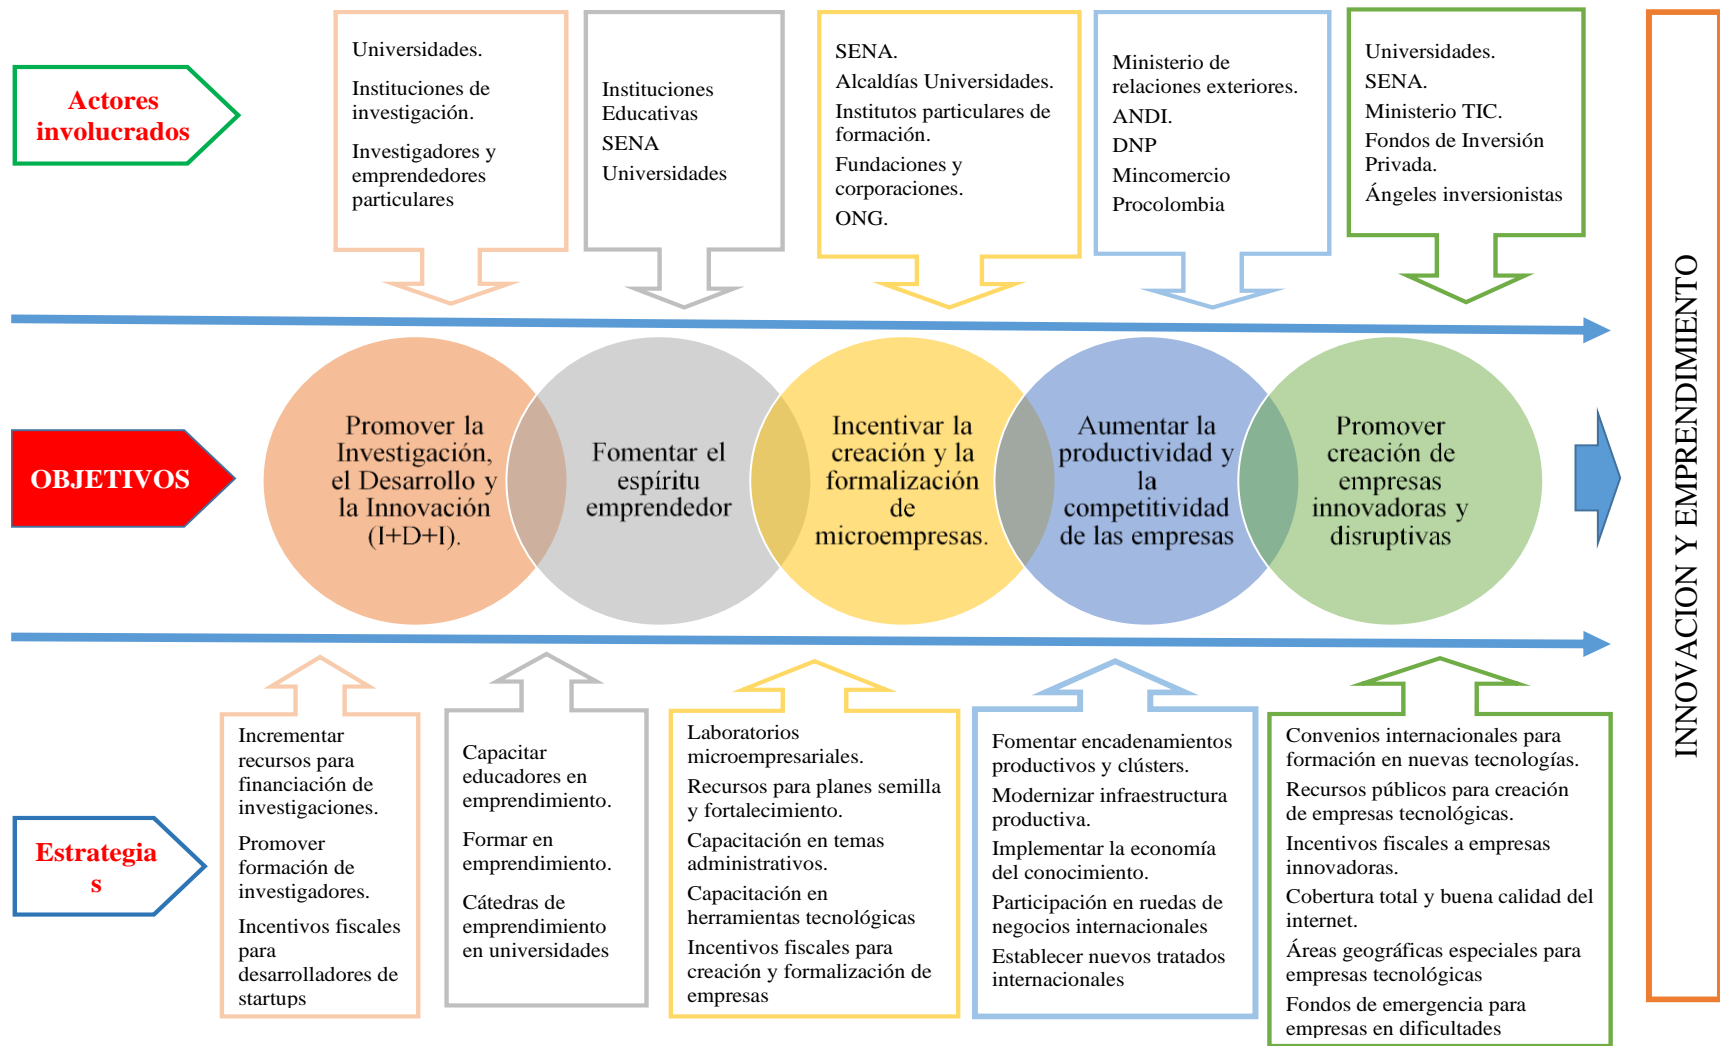 Actores
involucrados
Universidades.
Instituciones de
investigación.
Investigadores y
emprendedores
particulares
Instituciones
Educativas
SENA
Universidades
SENA.
Alcaldías Universidades.
Institutos particulares de
formación.
Fundaciones y
corporaciones.
ONG.
Ministerio de
relaciones exteriores.
ANDI.
DNP
Mincomercio
Procolombia
Universidades.
SENA.
Ministerio TIC.
Fondos de Inversión
Privada.
Ángeles inversionistas
OBJETIVOS
Promover la
Investigación,
el Desarrollo y
la Innovación
(I+D+I).
Fomentar el
espíritu
emprendedor
Incentivar la
creación y la
formalización
de
microempresas.
Aumentar la
productividad y
la
competitividad
de las empresas
Promover
creación de
empresas
innovadoras y
disruptivas
Estrategia
s
Incrementar
recursos para
financiación de
investigaciones.
Promover
formación de
investigadores.
Incentivos fiscales
para
desarrolladores de
startups
Capacitar
educadores en
emprendimiento.
Formar en
emprendimiento.
Cátedras de
emprendimiento
en universidades
Laboratorios
microempresariales.
Recursos para planes semilla
y fortalecimiento.
Capacitación en temas
administrativos.
Capacitación en
herramientas tecnológicas
Incentivos fiscales para
creación y formalización de
empresas
Fomentar encadenamientos
productivos y clústers.
Modernizar infraestructura
productiva.
Implementar la economía
del conocimiento.
Participación en ruedas de
negocios internacionales
Establecer nuevos tratados
internacionales
Convenios internacionales para
formación en nuevas tecnologías.
Recursos públicos para creación
de empresas tecnológicas.
Incentivos fiscales a empresas
innovadoras.
Cobertura total y buena calidad del
internet.
Áreas geográficas especiales para
empresas tecnológicas
Fondos de emergencia para
empresas en dificultades
INNOVACION Y EMPRENDIMIENTO